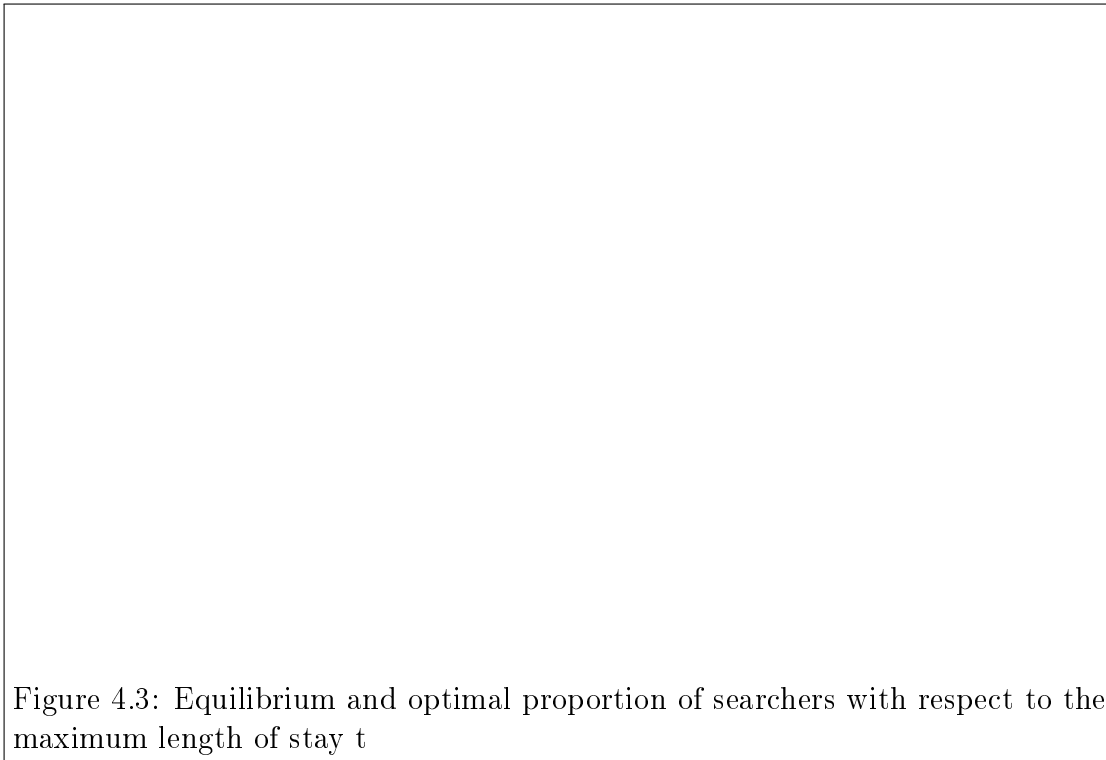 Figure 4.3: Equilibrium and optimal proportion of searchers with respect to the
maximum length of stay t